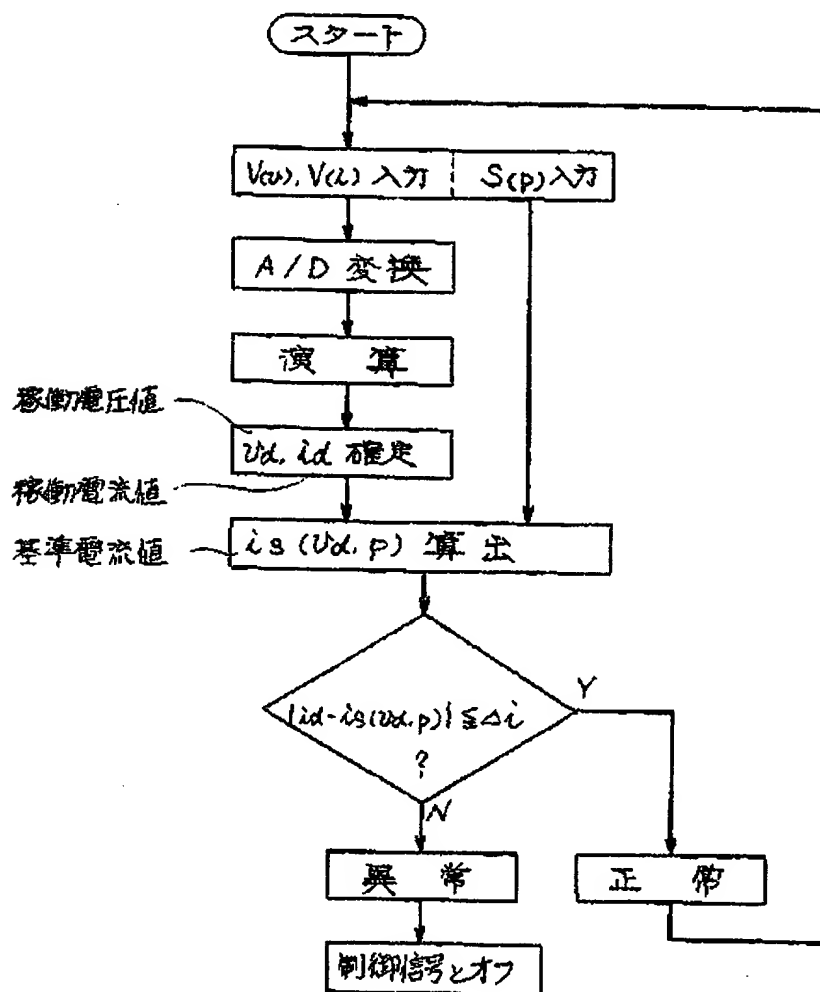 スタート
V(v), V(i) 入力
S(p) 入力
A/D 変換
演算
稼働電圧値
vd, id 確定
稼働電流値
基準電流値
is (vd, p) 算出
|id-is(vd, p)| ≦ Δi
?
Y
N
異常
正常
制御信号とオフ